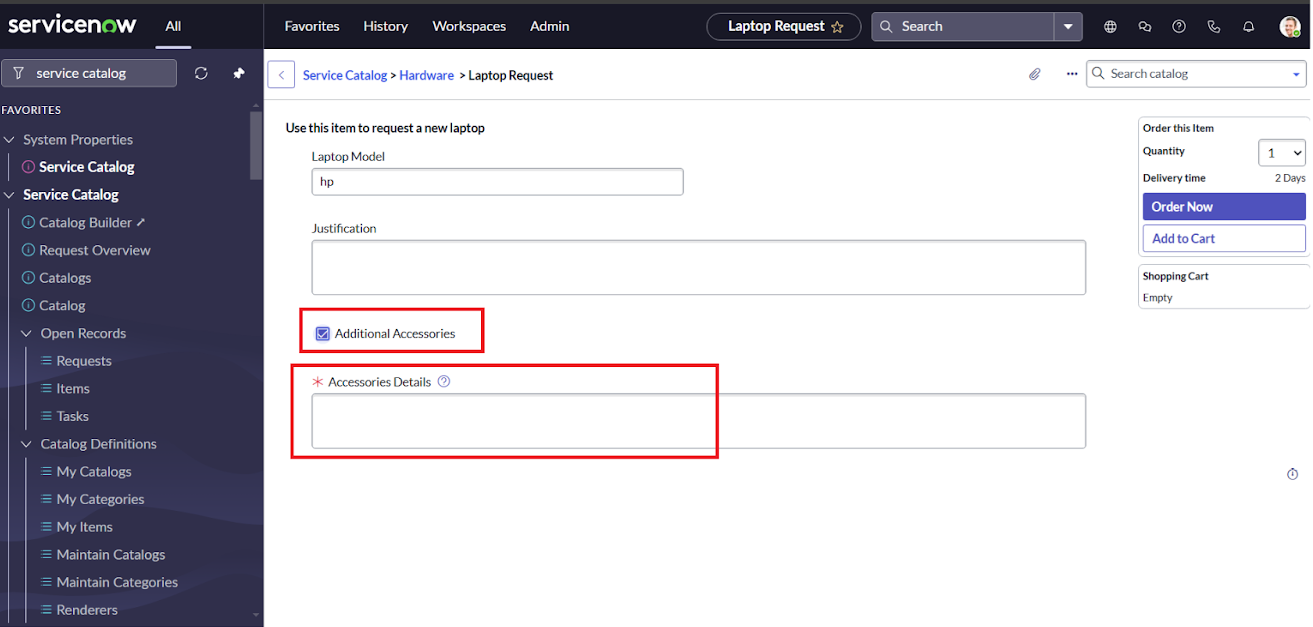 servicenow All Favorites History Workspaces Admin Laptop Request Search
service catalog
Service Catalog > Hardware > Laptop Request Search catalog
FAVORITES
System Properties
Service Catalog
Service Catalog
Catalog Builder
Request Overview
Catalogs
Catalog
Open Records
Requests
Items
Tasks
Catalog Definitions
My Catalogs
My Categories
My Items
Maintain Catalogs
Maintain Categories
Renderers
Use this item to request a new laptop
Laptop Model
hp
Justification
Additional Accessories
* Accessories Details
Order this Item
Quantity 1
Delivery time 2 Days
Order Now
Add to Cart
Shopping Cart
Empty